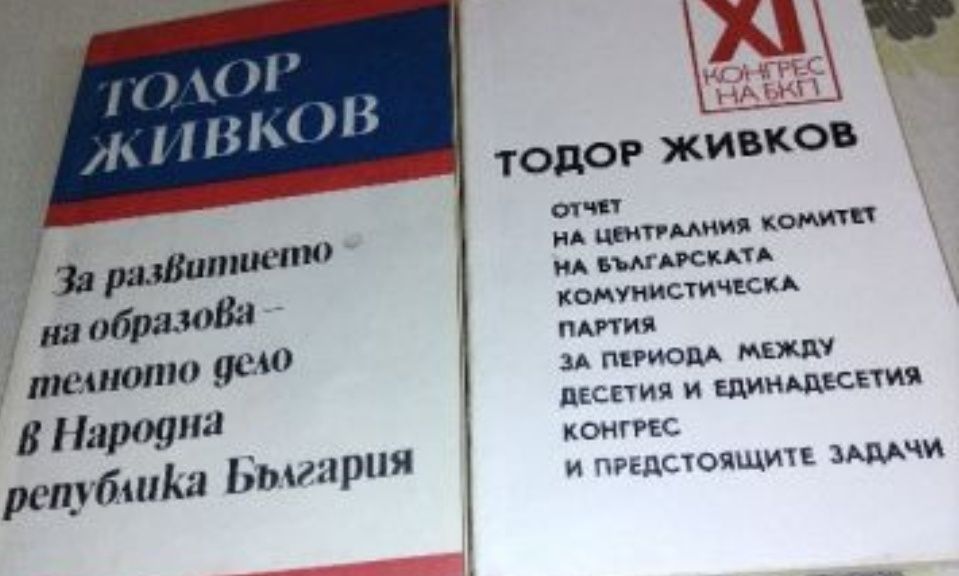 ТОДОР
ЖИВКОВ
За развитието
на образова-
телното дело
в Народна
република България
XI
КОНГРЕС
НА БКП
ТОДОР ЖИВКОВ
ОТЧЕТ
НА ЦЕНТРАЛНИЯ КОМИТЕТ
НА БЪЛГАРСКАТА
КОМУНИСТИЧЕСКА
ПАРТИЯ
ЗА ПЕРИОДА МЕЖДУ
ДЕСЕТИЯ И ЕДИНАДЕСЕТИЯ
КОНГРЕС
И ПРЕДСТОЯЩИТЕ ЗАДАЧИ